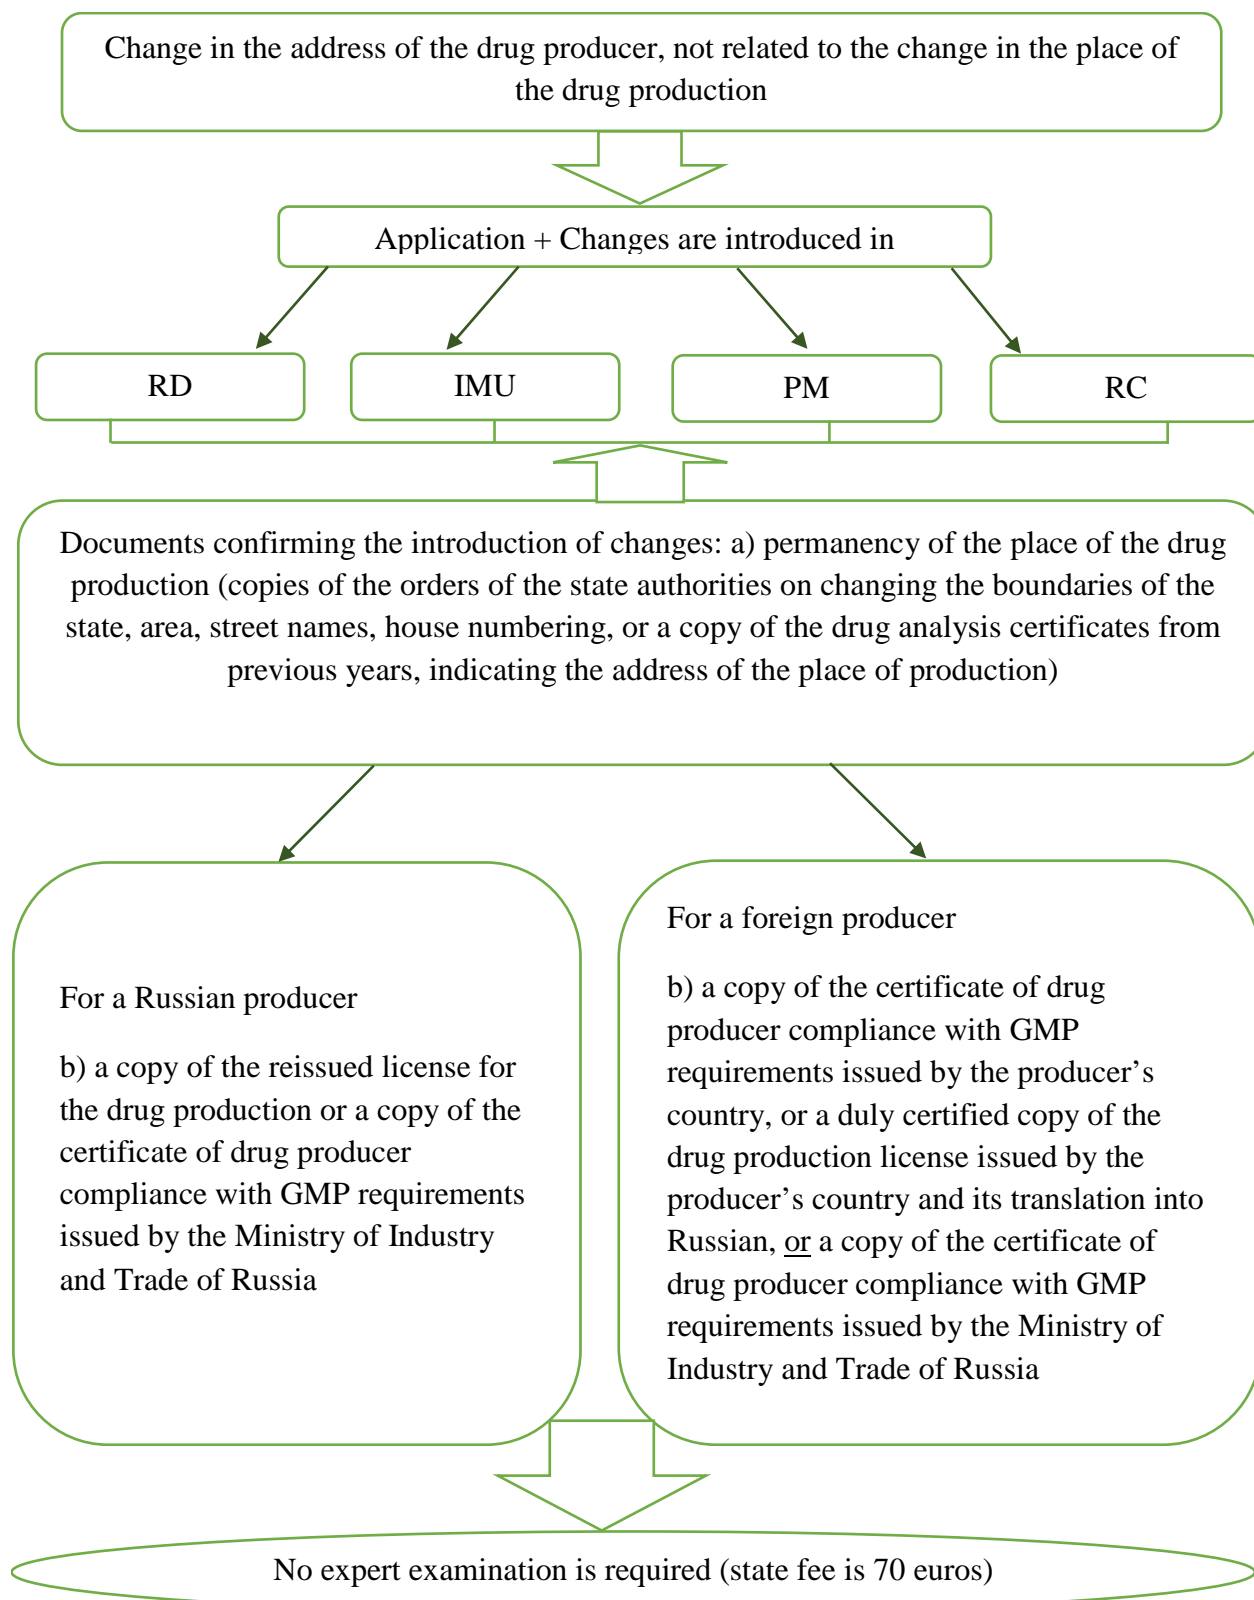 Change in the address of the drug producer, not related to the change in the place of
the drug production
Application + Changes are introduced in
RD
IMU
PM
RC
Documents confirming the introduction of changes: a) permanency of the place of the drug
production (copies of the orders of the state authorities on changing the boundaries of the
state, area, street names, house numbering, or a copy of the drug analysis certificates from
previous years, indicating the address of the place of production)
For a Russian producer
b) a copy of the reissued license for
the drug production or a copy of the
certificate of drug producer
compliance with GMP requirements
issued by the Ministry of Industry
and Trade of Russia
For a foreign producer
b) a copy of the certificate of drug
producer compliance with GMP
requirements issued by the producer’s
country, or a duly certified copy of the
drug production license issued by the
producer’s country and its translation into
Russian, or a copy of the certificate of
drug producer compliance with GMP
requirements issued by the Ministry of
Industry and Trade of Russia
No expert examination is required (state fee is 70 euros)